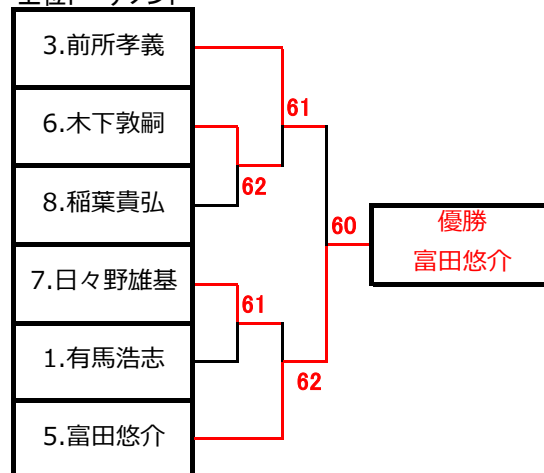 3.前所孝義
6.木下敦嗣
8.稲葉貴弘
7.日々野雄基
1.有馬浩志
5.富田悠介
61
62
61
62
60
優勝
富田悠介